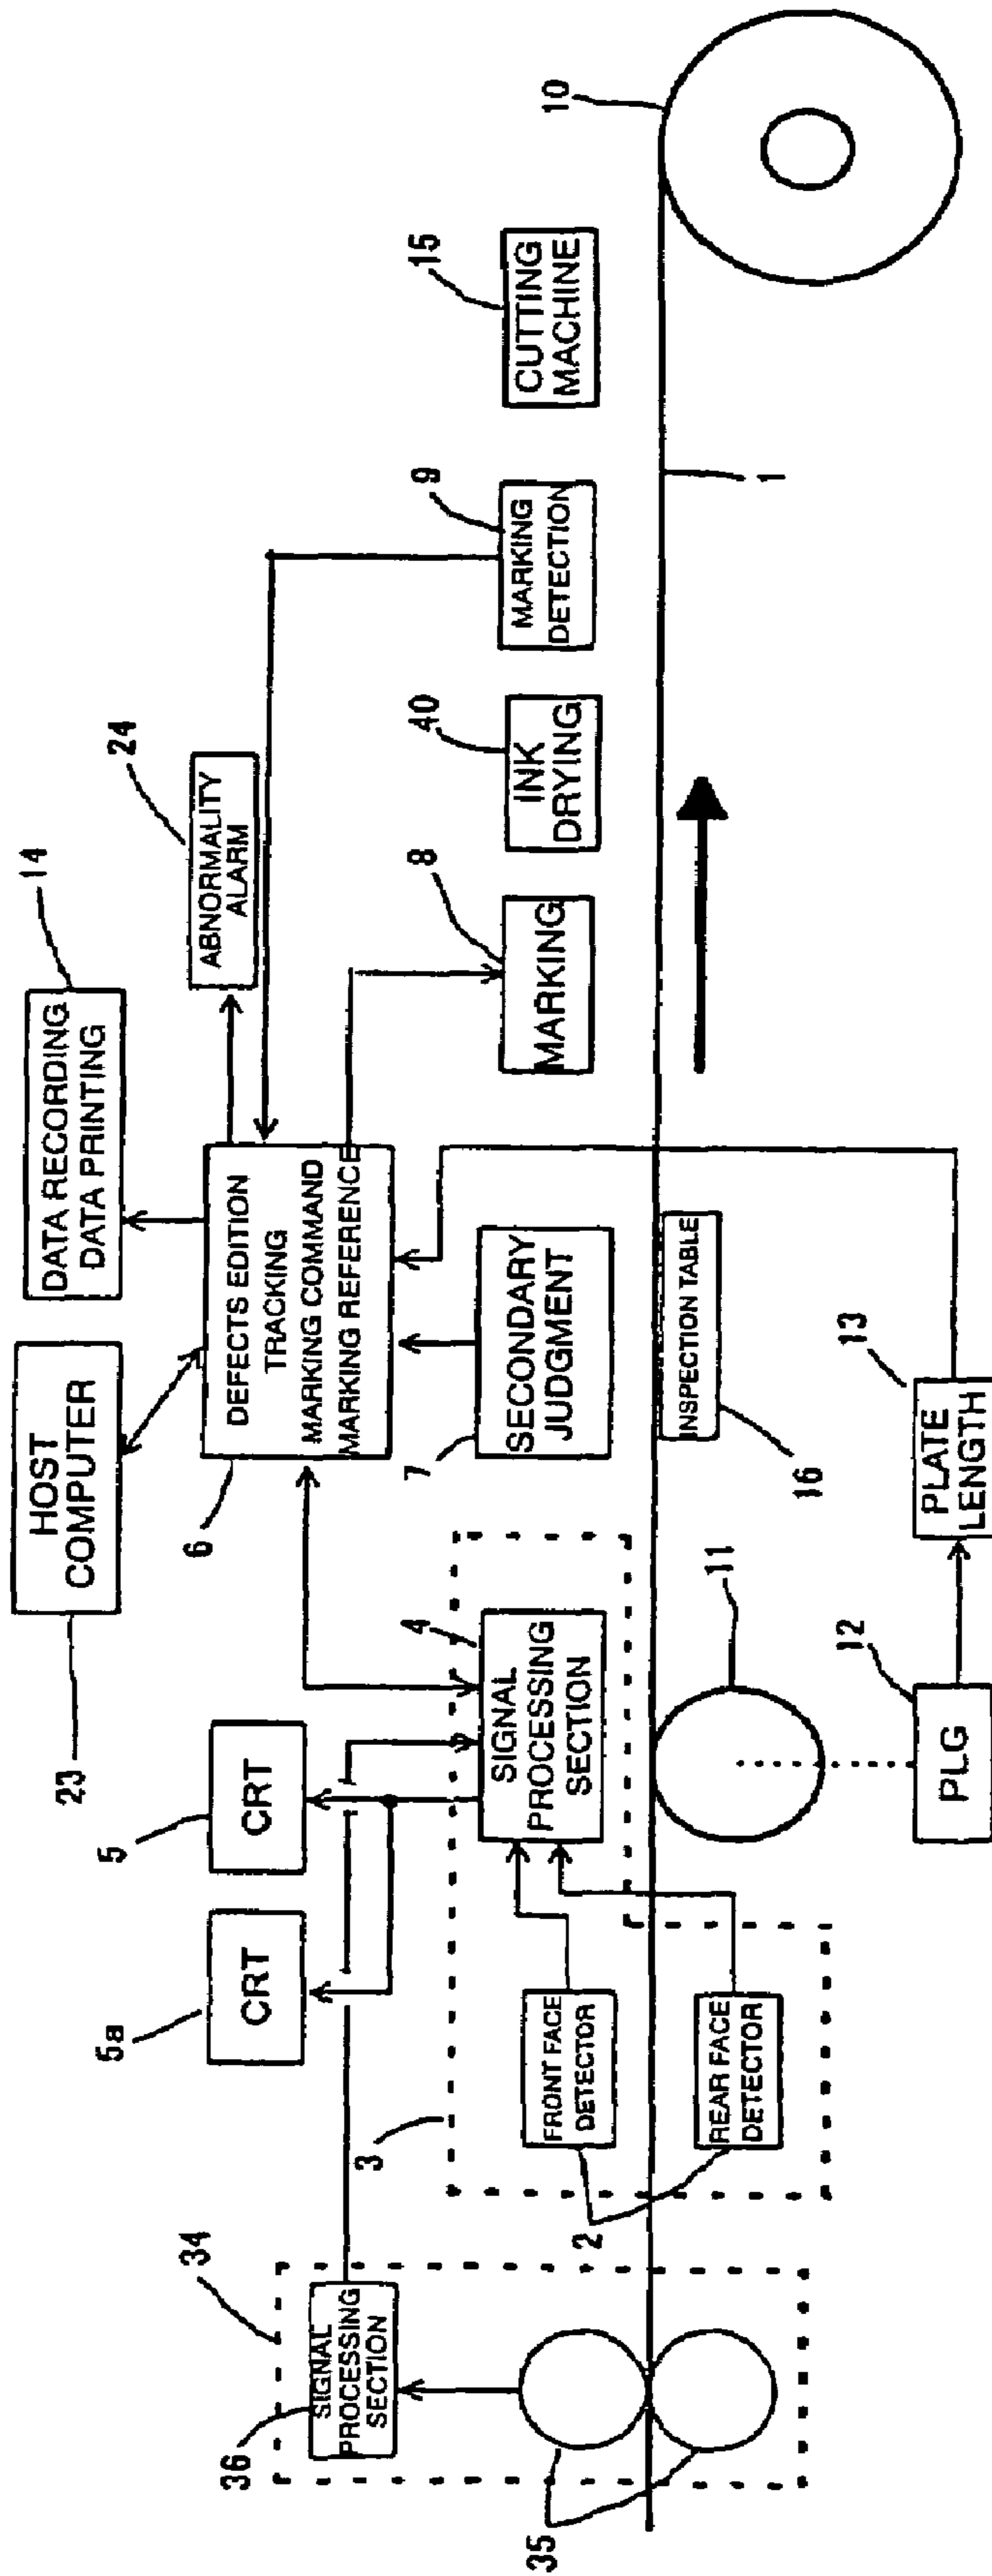 10
15
CUTTING
MACHINE
1
9
MARKING
DETECTION
40
INK
DRYING
24
ABNORMALITY
ALARM
8
MARKING
14
DATA RECORDING
DATA PRINTING
HOST
COMPUTER
23
DEFECTS EDITION
TRACKING
MARKING COMMAND
MARKING REFERENCE
6
SECONDARY
JUDGMENT
7
INSPECTION TABLE
16
13
PLATE
LENGTH
11
12
PLG
4
SIGNAL
PROCESSING
SECTION
5
CRT
5a
CRT
3
FRONT FACE
DETECTOR
REAR FACE
DETECTOR
2
34
SIGNAL
PROCESSING
SECTION
36
35